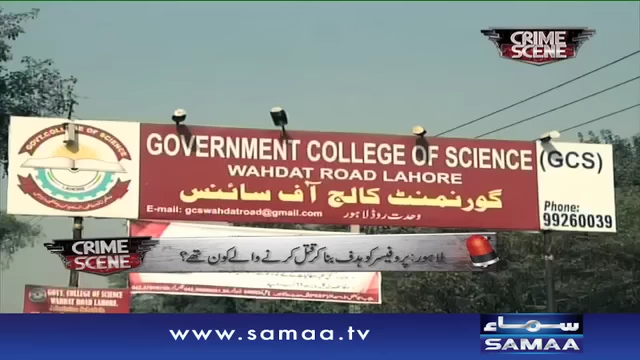 CRIME
SCENE
GOVT. COLLEGE OF SCIENCE
LAHORE
GOVERNMENT COLLEGE OF SCIENCE
(GCS)
WAHDAT ROAD LAHORE
گورنمنٹ کالج آف سائنس
وحدت روڈ لاہور
E-mail: gcswahdatroad@gmail.com
Phone:
99260039
CRIME
SCENE
لاہور: پروفیسر کو ہدف بنا کر قتل کرنے والے کون تھے؟
GOVT. COLLEGE OF SCIENCE
WAHDAT ROAD LAHORE.
www.samaa.tv
سماء
SAMAA